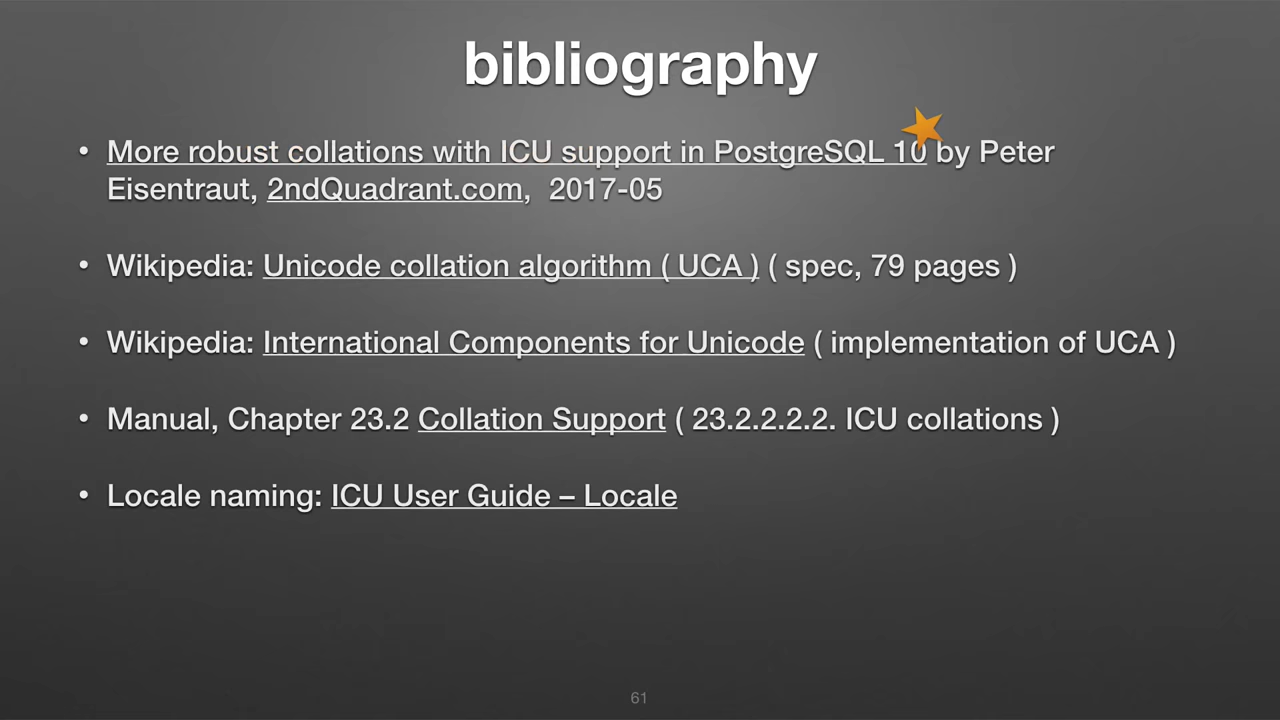 bibliography
• More robust collations with ICU support in PostgreSQL 10 by Peter
Eisentraut, 2ndQuadrant.com,  2017-05
• Wikipedia: Unicode collation algorithm ( UCA ) ( spec, 79 pages )
• Wikipedia: International Components for Unicode ( implementation of UCA )
• Manual, Chapter 23.2 Collation Support ( 23.2.2.2.2. ICU collations )
• Locale naming: ICU User Guide – Locale
61